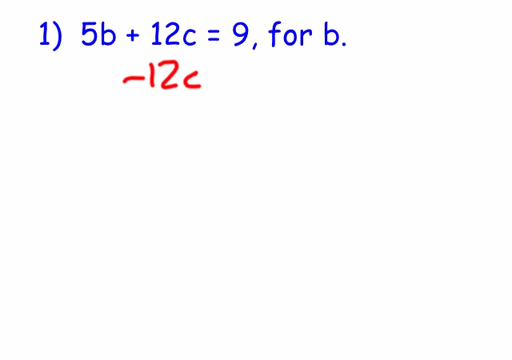 1) 5b + 12c = 9, for b.
-12c